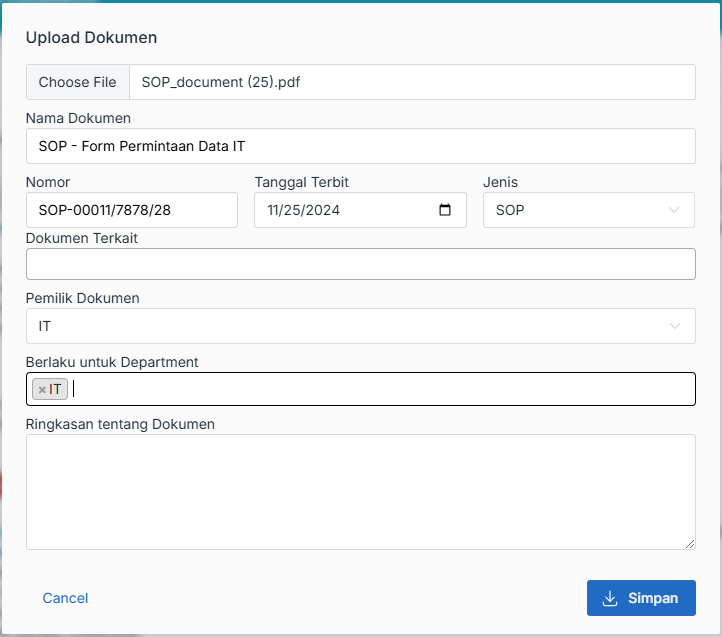 Upload Dokumen
Choose File SOP_document (25).pdf
Nama Dokumen
SOP - Form Permintaan Data IT
Nomor Tanggal Terbit Jenis
SOP-00011/7878/28 11/25/2024 SOP
Dokumen Terkait
Pemilik Dokumen
IT
Berlaku untuk Department
× IT
Ringkasan tentang Dokumen
Cancel Simpan